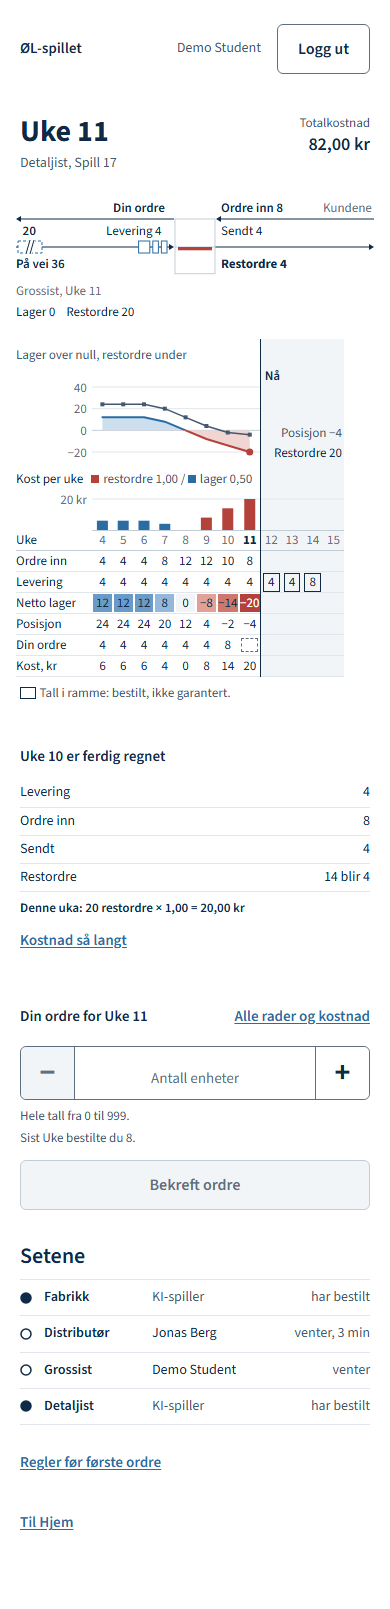 ØL-spillet Demo Student Logg ut
Uke 11 Totalkostnad
82,00 kr
Detaljist, Spill 17
Din ordre Ordre inn 8 Kundene
20 Levering 4 Sendt 4
På vei 36 Restordre 4
Grossist, Uke 11
Lager 0 Restordre 20
Lager over null, restordre under
Nå
40
20
0
−20
Posisjon −4
Restordre 20
Kost per uke restordre 1,00 / lager 0,50
20 kr
Uke 4 5 6 7 8 9 10 11 12 13 14 15
Ordre inn 4 4 4 8 12 12 10 8
Levering 4 4 4 4 4 4 4 4 4 4 8
Netto lager 12 12 12 8 0 −8 −14 −20
Posisjon 24 24 24 20 12 4 −2 −4
Din ordre 4 4 4 4 4 4 8
Kost, kr 6 6 6 4 0 8 14 20
Tall i ramme: bestilt, ikke garantert.
Uke 10 er ferdig regnet
Levering 4
Ordre inn 8
Sendt 4
Restordre 14 blir 4
Denne uka: 20 restordre × 1,00 = 20,00 kr
Kostnad så langt
Din ordre for Uke 11 Alle rader og kostnad
− Antall enheter +
Hele tall fra 0 til 999.
Sist Uke bestilte du 8.
Bekreft ordre
Setene
Fabrikk KI-spiller har bestilt
Distributør Jonas Berg venter, 3 min
Grossist Demo Student venter
Detaljist KI-spiller har bestilt
Regler før første ordre
Til Hjem